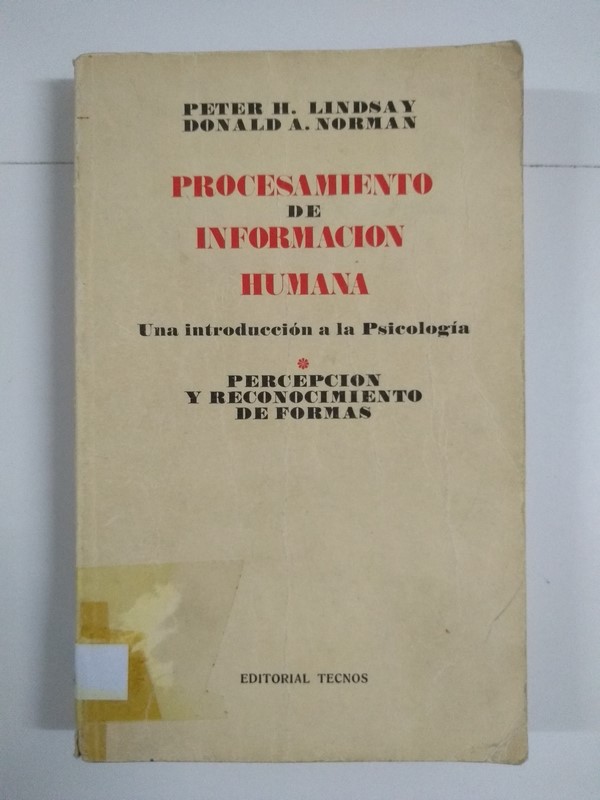 PETER H. LINDSAY
DONALD A. NORMAN
PROCESAMIENTO
DE
INFORMACION
HUMANA
Una introducción a la Psicología
*
PERCEPCION
Y RECONOCIMIENTO
DE FORMAS
EDITORIAL TECNOS